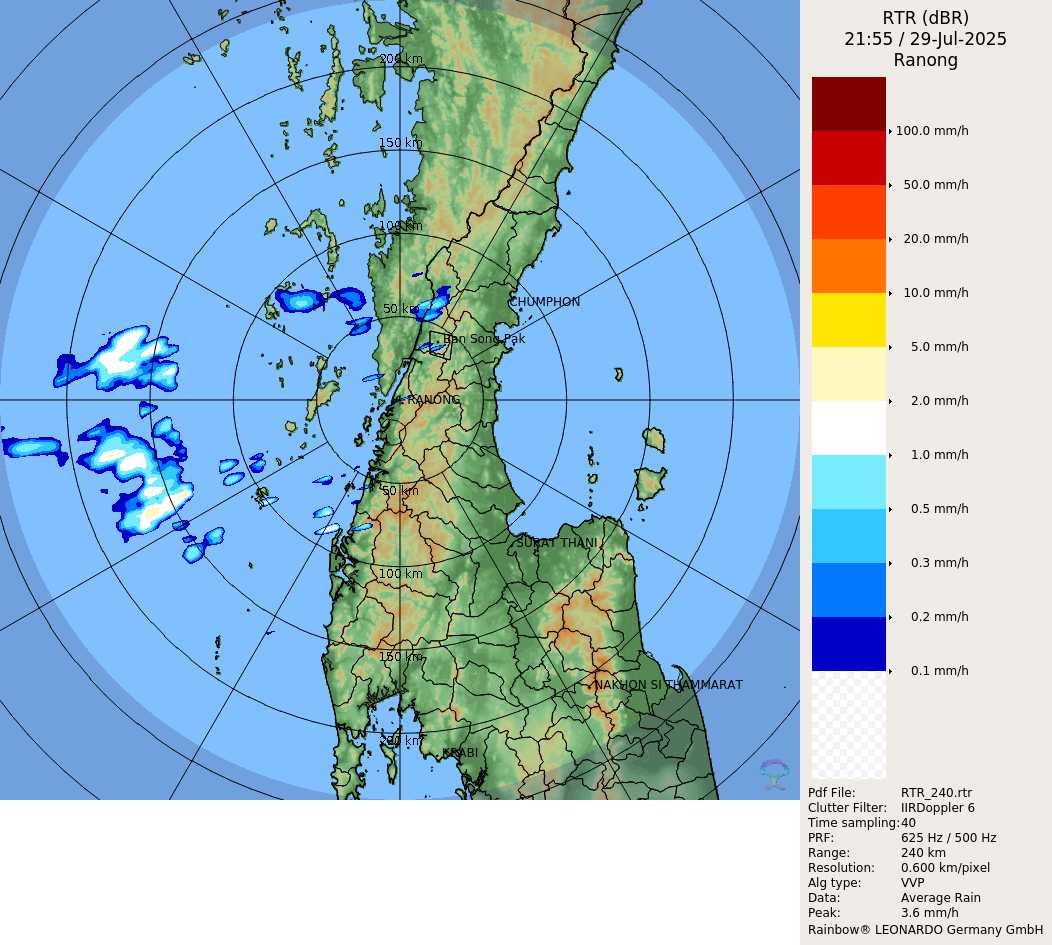 RTR (dBR)
21:55 / 29-Jul-2025
Ranong
100.0 mm/h
50.0 mm/h
20.0 mm/h
10.0 mm/h
5.0 mm/h
2.0 mm/h
1.0 mm/h
0.5 mm/h
0.3 mm/h
0.2 mm/h
0.1 mm/h
Pdf File: RTR_240.rtr
Clutter Filter: IIRDoppler 6
Time sampling: 40
PRF: 625 Hz / 500 Hz
Range: 240 km
Resolution: 0.600 km/pixel
Alg type: VVP
Data: Average Rain
Peak: 3.6 mm/h
Rainbow® LEONARDO Germany GmbH
200 km
150 km
100 km
CHUMPHON
50 km
Ban Song Pak
RANONG
50 km
SURAT THANI
100 km
150 km
NAKHON SI THAMMARAT
200 km
KRABI